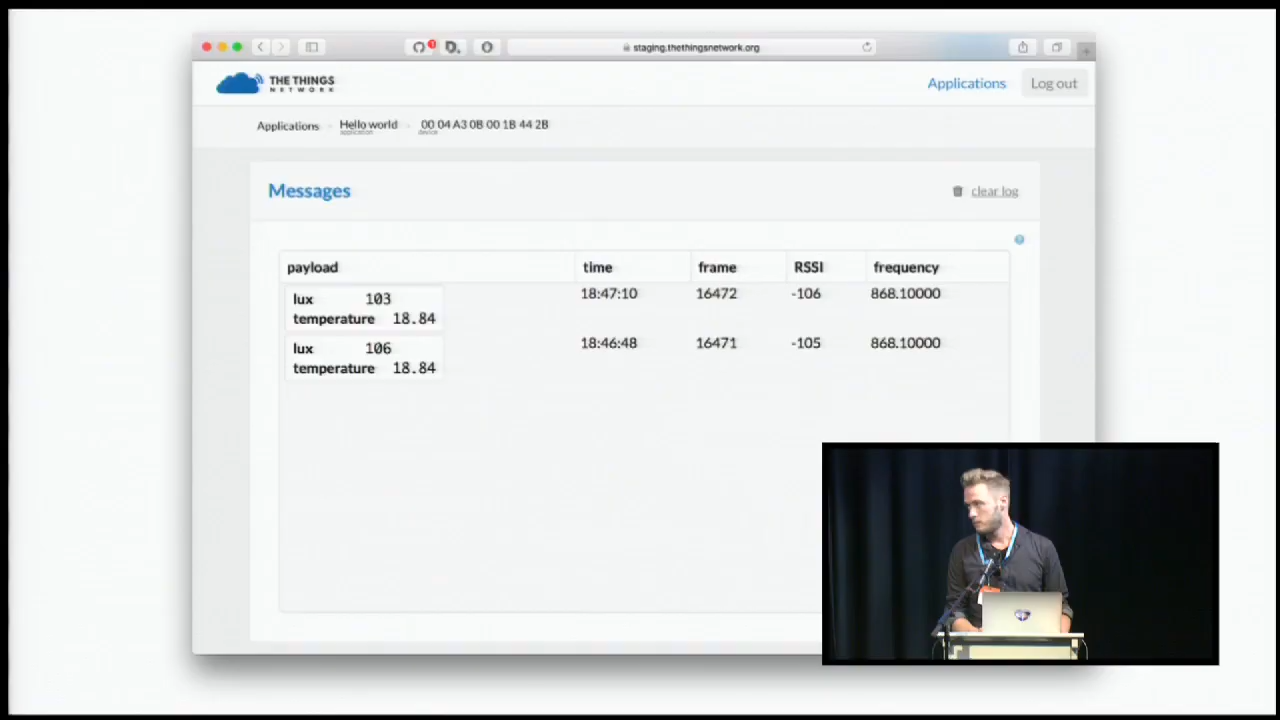 staging.thethingsnetwork.org
THE THINGS
NETWORK
Applications
Log out
Applications
Hello world
00 04 A3 0B 00 1B 44 2B
application
device
Messages
clear log
payload time frame RSSI frequency
lux 103 18:47:10 16472 -106 868.10000
temperature 18.84
lux 106 18:46:48 16471 -105 868.10000
temperature 18.84